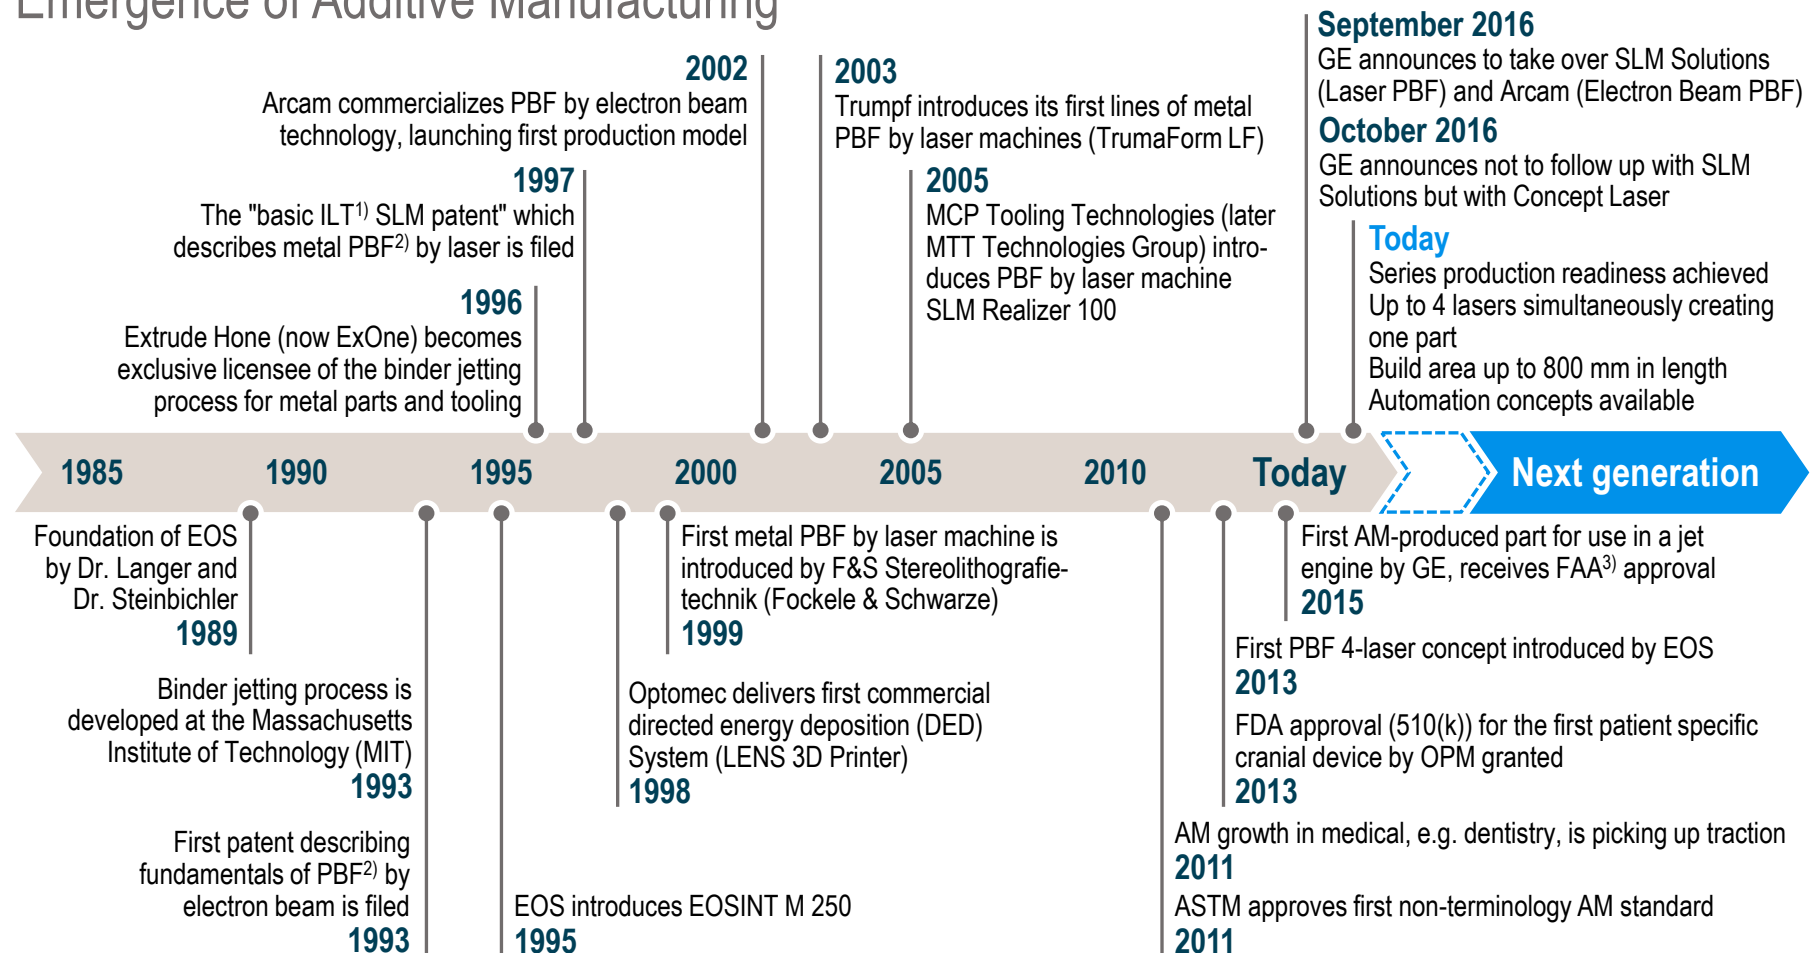 Emergence of Additive Manufacturing
2002
Arcam commercializes PBF by electron beam
technology, launching first production model
1997
The "basic ILT1) SLM patent" which
describes metal PBF2) by laser is filed
1996
Extrude Hone (now ExOne) becomes
exclusive licensee of the binder jetting
process for metal parts and tooling
2003
Trumpf introduces its first lines of metal
PBF by laser machines (TrumaForm LF)
2005
MCP Tooling Technologies (later
MTT Technologies Group) intro-
duces PBF by laser machine
SLM Realizer 100
September 2016
GE announces to take over SLM Solutions
(Laser PBF) and Arcam (Electron Beam PBF)
October 2016
GE announces not to follow up with SLM
Solutions but with Concept Laser
Today
Series production readiness achieved
Up to 4 lasers simultaneously creating
one part
Build area up to 800 mm in length
Automation concepts available
1985 1990 1995 2000 2005 2010 Today Next generation
Foundation of EOS
by Dr. Langer and
Dr. Steinbichler
1989
Binder jetting process is
developed at the Massachusetts
Institute of Technology (MIT)
1993
First patent describing
fundamentals of PBF2) by
electron beam is filed
1993
First metal PBF by laser machine is
introduced by F&S Stereolithografie-
technik (Fockele & Schwarze)
1999
Optomec delivers first commercial
directed energy deposition (DED)
System (LENS 3D Printer)
1998
EOS introduces EOSINT M 250
1995
First AM-produced part for use in a jet
engine by GE, receives FAA3) approval
2015
First PBF 4-laser concept introduced by EOS
2013
FDA approval (510(k)) for the first patient specific
cranial device by OPM granted
2013
AM growth in medical, e.g. dentistry, is picking up traction
2011
ASTM approves first non-terminology AM standard
2011